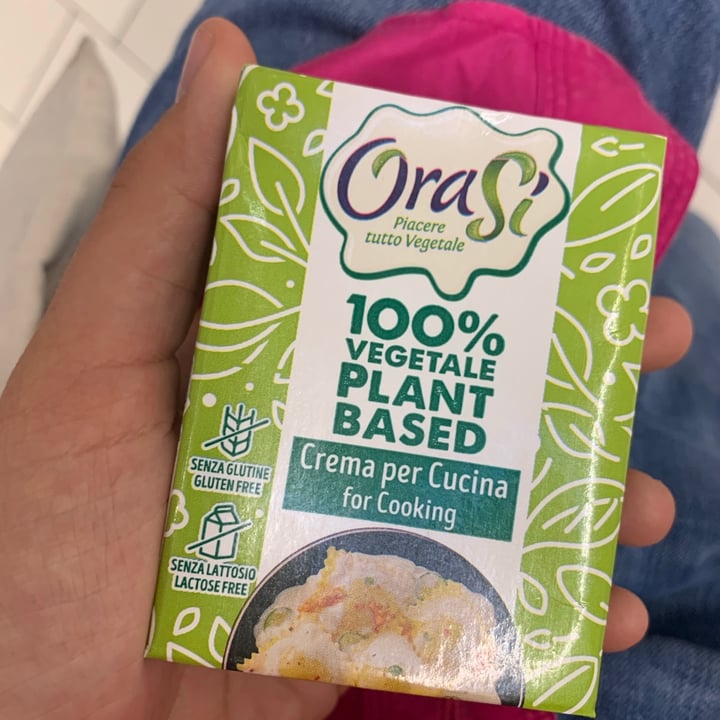 OraSì
Piacere
tutto Vegetale
100%
VEGETALE
PLANT
BASED
Crema per Cucina
for Cooking
SENZA GLUTINE
GLUTEN FREE
SENZA LATTOSIO
LACTOSE FREE